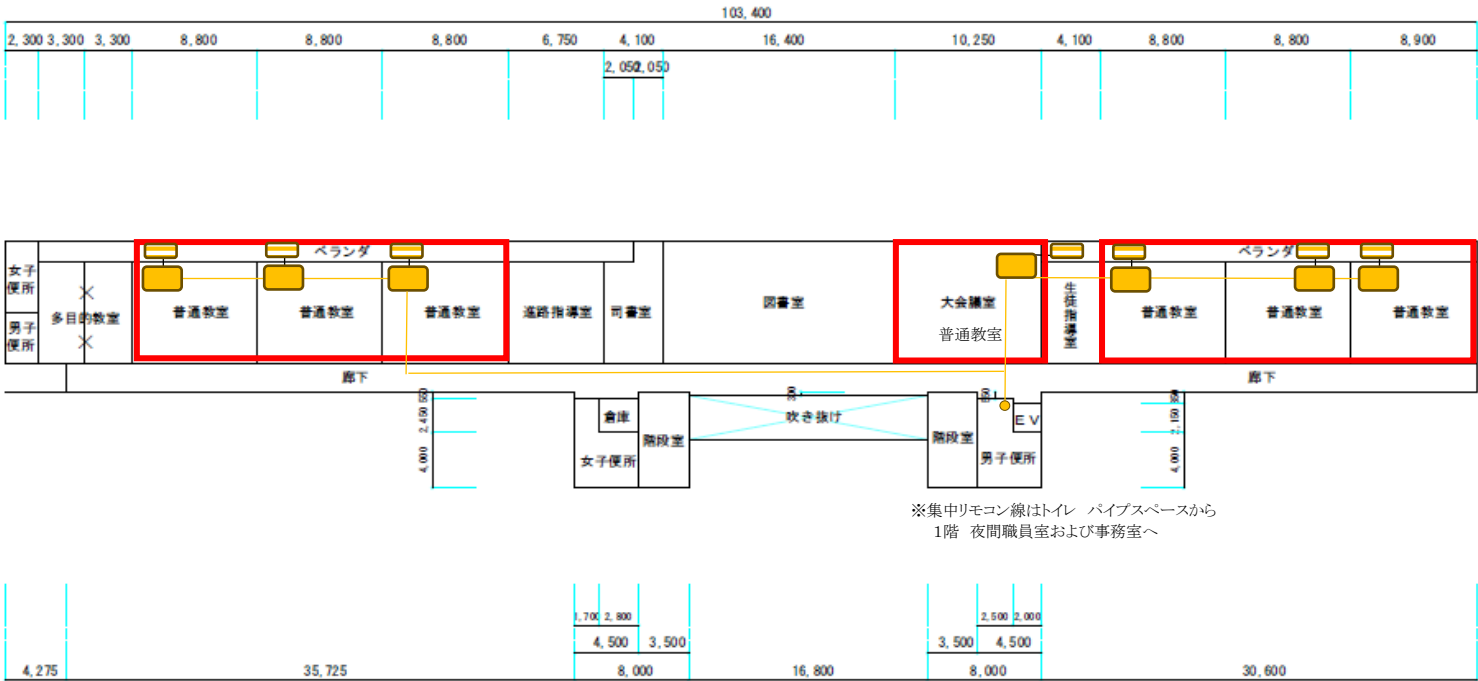 103,400
2,300 3,300 3,300 8,800 8,800 8,800 6,750 4,100 16,400 10,250 4,100 8,800 8,800 8,900
2,050 2,050
ベランダ
ベランダ
女子
便所
男子
便所
多目的教室
普通教室
普通教室
普通教室
進路指導室
司書室
図書室
大会議室
普通教室
生徒指導室
普通教室
普通教室
普通教室
廊下
廊下
550
2,450
4,000
倉庫
女子便所
階段室
300
吹き抜け
階段室
550
EV
男子便所
2,150
4,000
※集中リモコン線はトイレ　パイプスペースから
1階　夜間職員室および事務室へ
1,700 2,800
2,500 2,000
4,500 3,500
3,500 4,500
4,275 35,725 8,000 16,800 8,000 30,600